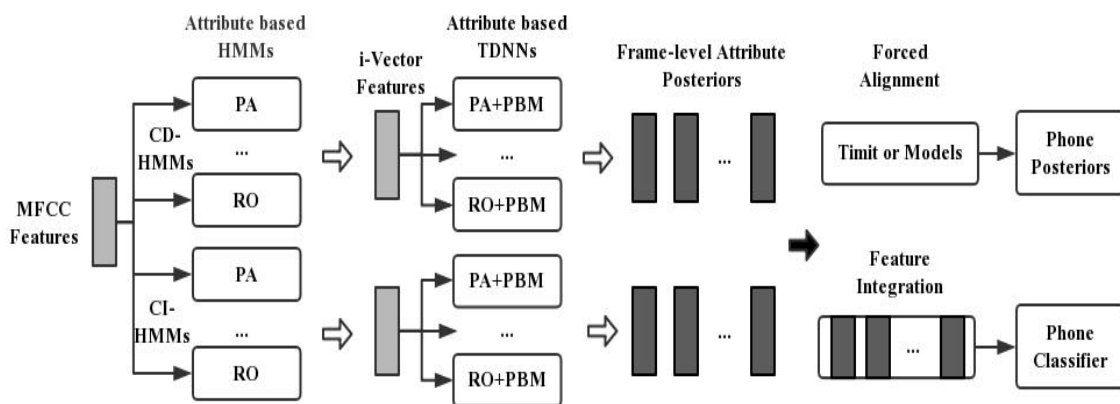 Attribute based
HMMs
PA
CD-
HMMs
...
RO
MFCC
Features
PA
CI-
HMMs
...
RO
i-Vector
Features
Attribute based
TDNNs
PA+PBM
...
RO+PBM
PA+PBM
...
RO+PBM
Frame-level Attribute
Posteriors
...
...
Forced
Alignment
Timit or Models
Phone
Posteriors
Feature
Integration
...
Phone
Classifier